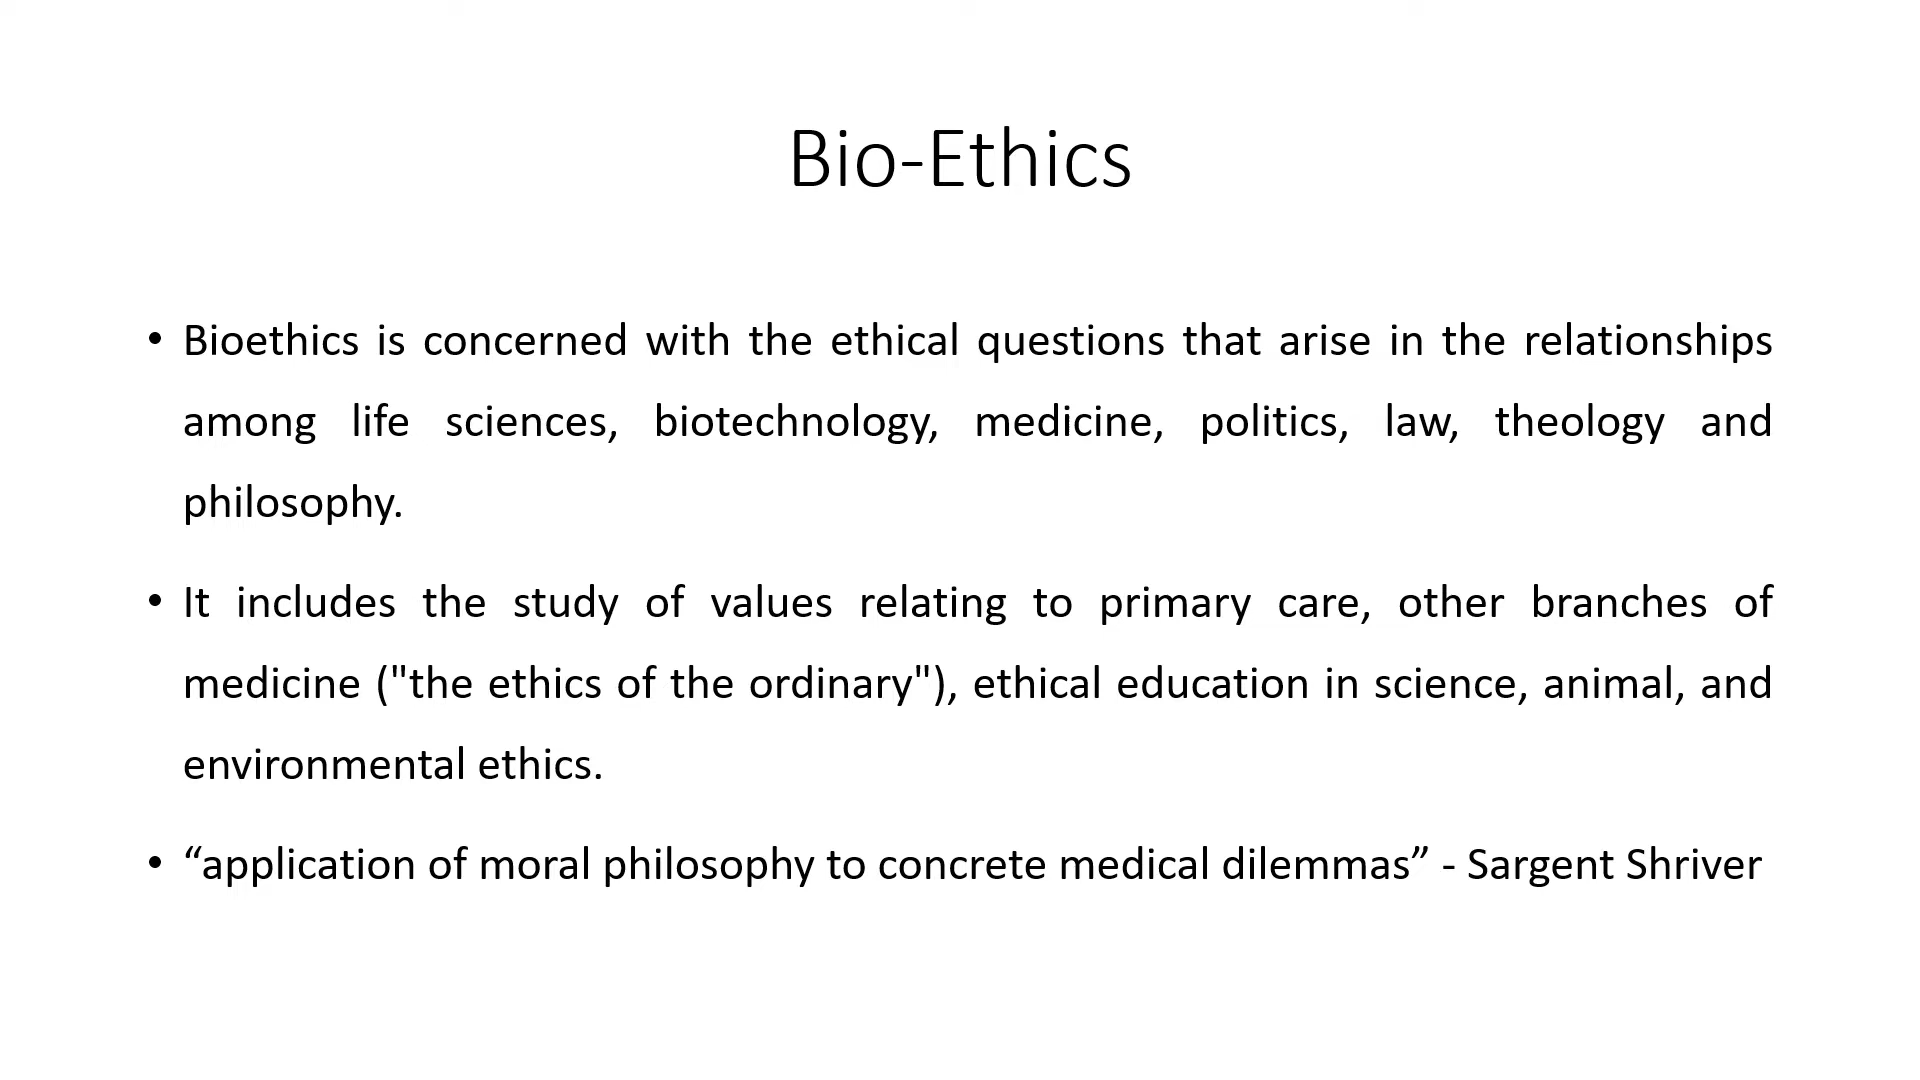 Bio-Ethics
• Bioethics is concerned with the ethical questions that arise in the relationships
among life sciences, biotechnology, medicine, politics, law, theology and
philosophy.
• It includes the study of values relating to primary care, other branches of
medicine ("the ethics of the ordinary"), ethical education in science, animal, and
environmental ethics.
• “application of moral philosophy to concrete medical dilemmas” - Sargent Shriver